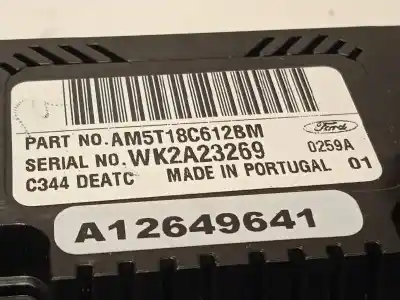 PART NO.AM5T18C612BM
SERIAL NO.WK2A23269
Ford
0259A
C344 DEATC MADE IN PORTUGAL 01
A12649641